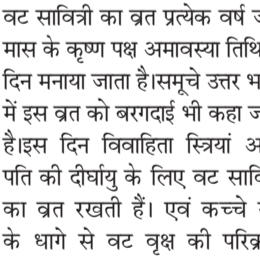 वट सावित्री का व्रत प्रत्येक वर्ष
मास के कृष्ण पक्ष अमावस्या तिथि
दिन मनाया जाता है।समूचे उत्तर
में इस व्रत को बरगदाई भी कहा
है।इस दिन विवाहिता स्त्रियां
पति की दीर्घायु के लिए वट
का व्रत रखती हैं। एवं कच्चे
के धागे से वट वृक्ष की